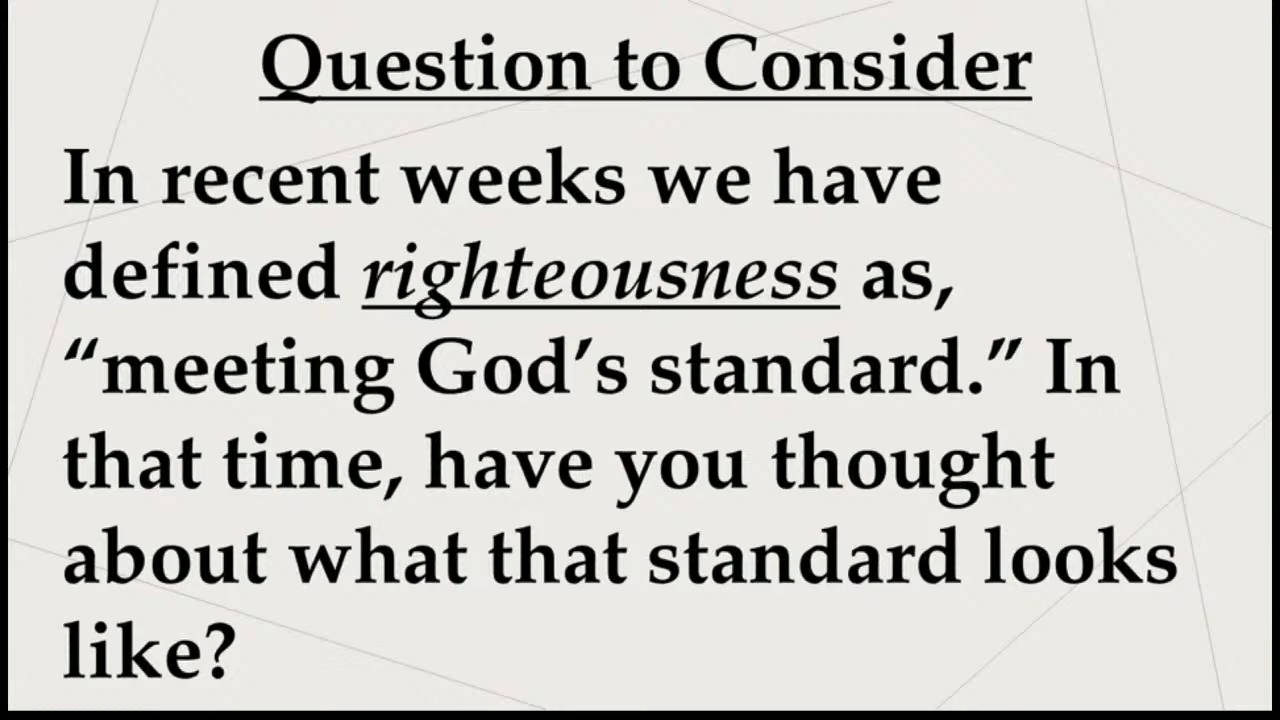 Question to Consider
In recent weeks we have
defined righteousness as,
“meeting God’s standard.” In
that time, have you thought
about what that standard looks
like?